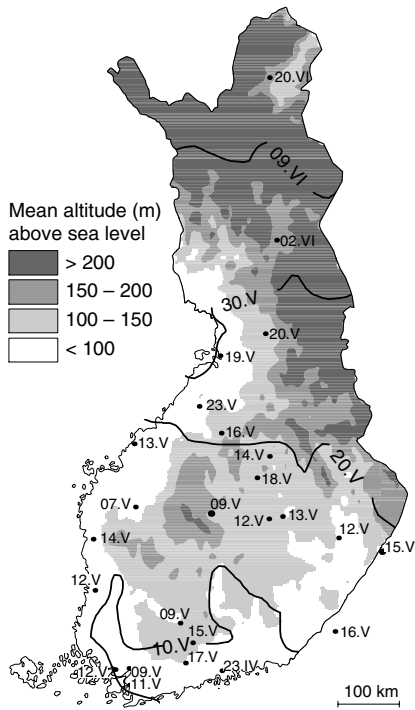 20.VI
09.VI
Mean altitude (m)
above sea level
> 200
150 – 200
100 – 150
< 100
02.VI
30.V
20.V
19.V
23.V
16.V
13.V
14.V
20.V
18.V
07.V
09.V
12.V
13.V
12.V
14.V
15.V
12.V
09.V
15.V
16.V
10.V
17.V
23.IV
12.V
09.V
11.V
100 km